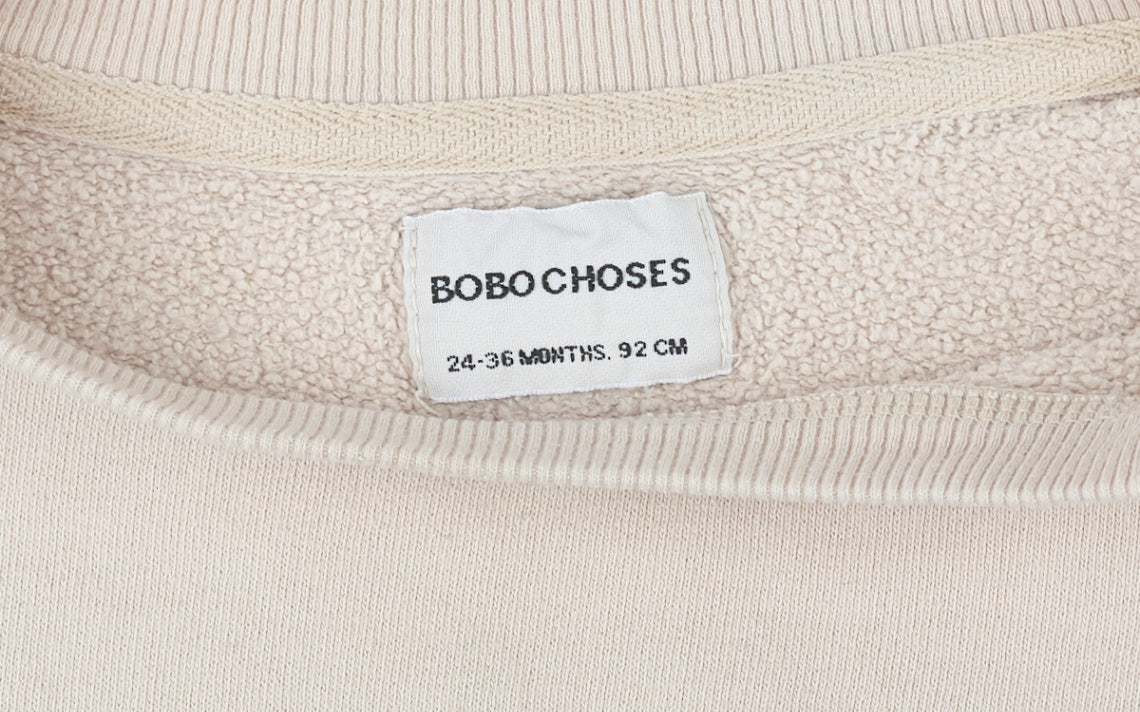 BOBO CHOSES
24-36 MONTHS. 92 CM